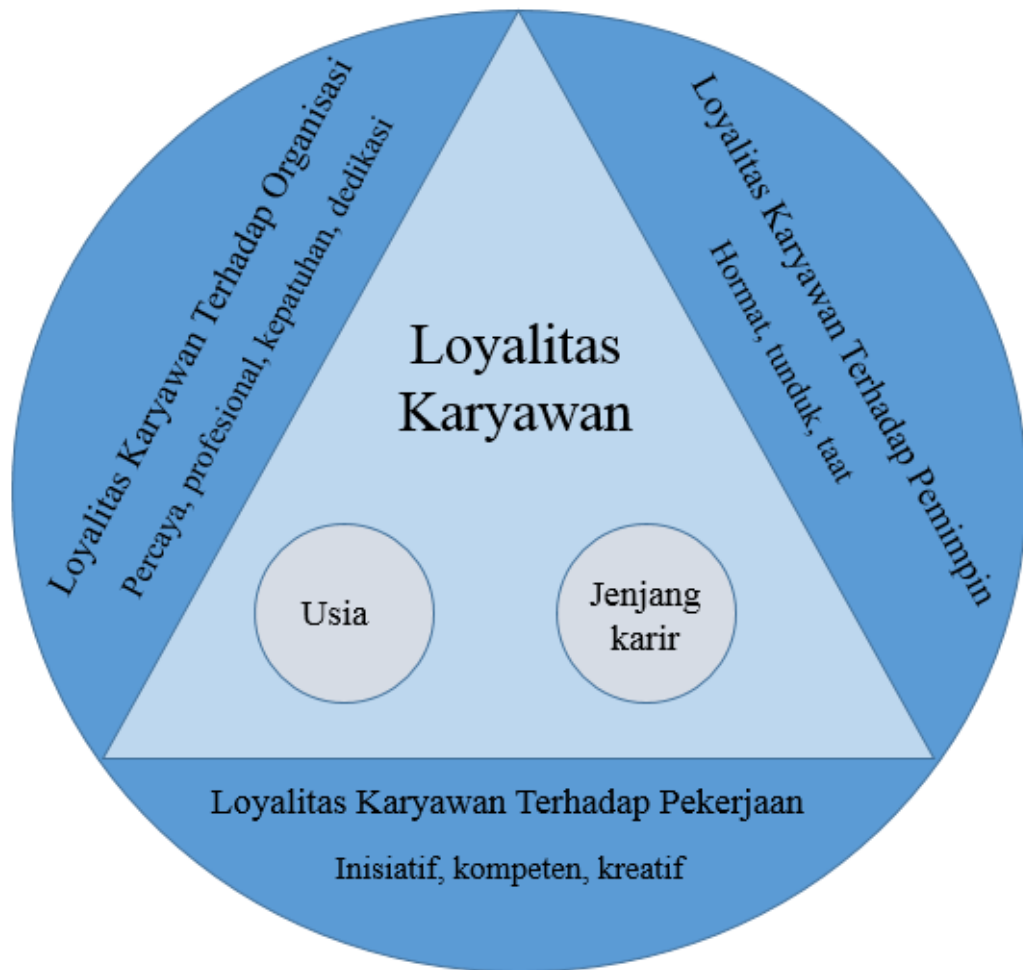 Loyalitas Karyawan Terhadap Organisasi
Percaya, profesional, kepatuhan, dedikasi
Loyalitas Karyawan Terhadap Pemimpin
Hormat, tunduk, taat
Loyalitas
Karyawan
Usia
Jenjang
karir
Loyalitas Karyawan Terhadap Pekerjaan
Inisiatif, kompeten, kreatif